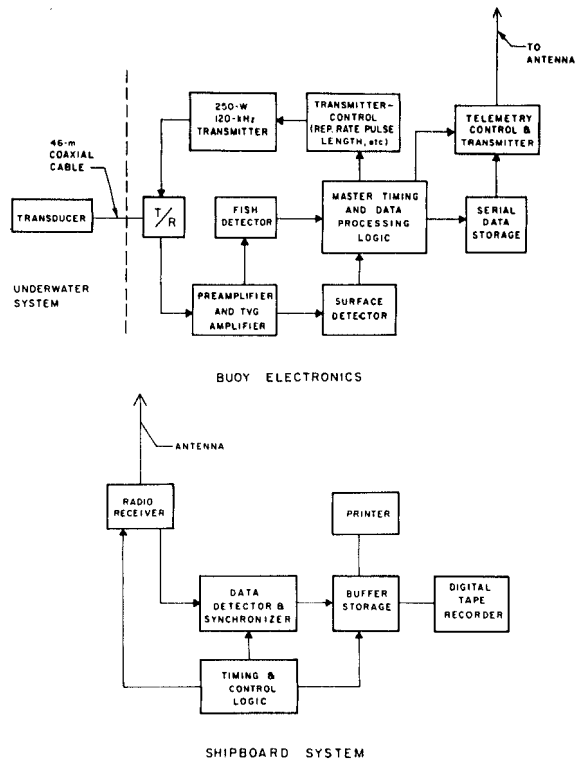 TO
ANTENNA
46-m
COAXIAL
CABLE
250-W
120-kHz
TRANSMITTER
TRANSMITTER-
CONTROL
(REP. RATE PULSE
LENGTH, etc)
TELEMETRY
CONTROL &
TRANSMITTER
TRANSDUCER
T/R
FISH
DETECTOR
MASTER TIMING
AND DATA
PROCESSING
LOGIC
SERIAL
DATA
STORAGE
UNDERWATER
SYSTEM
PREAMPLIFIER
AND TVG
AMPLIFIER
SURFACE
DETECTOR
BUOY ELECTRONICS
ANTENNA
RADIO
RECEIVER
PRINTER
DATA
DETECTOR &
SYNCHRONIZER
BUFFER
STORAGE
DIGITAL
TAPE
RECORDER
TIMING &
CONTROL
LOGIC
SHIPBOARD SYSTEM